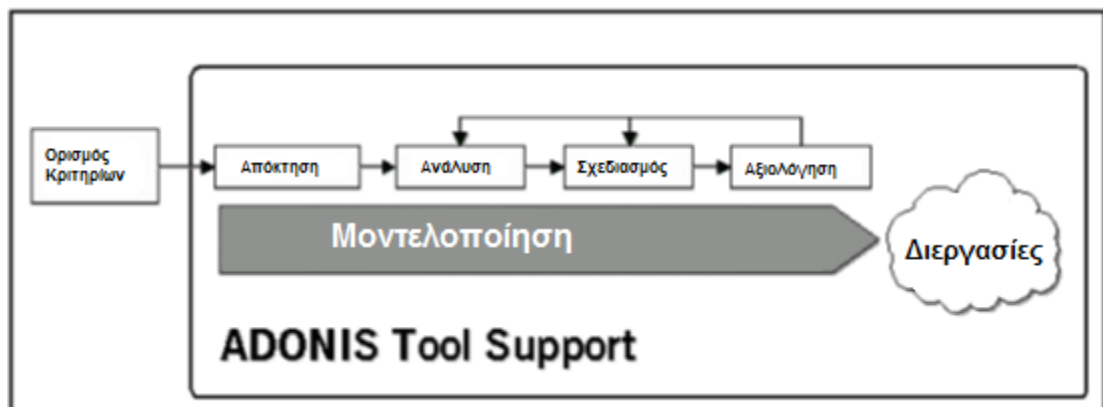 Ορισμός
Κριτηρίων
Απόκτηση
Ανάλυση
Σχεδιασμός
Αξιολόγηση
Μοντελοποίηση
Διεργασίες
ADONIS Tool Support